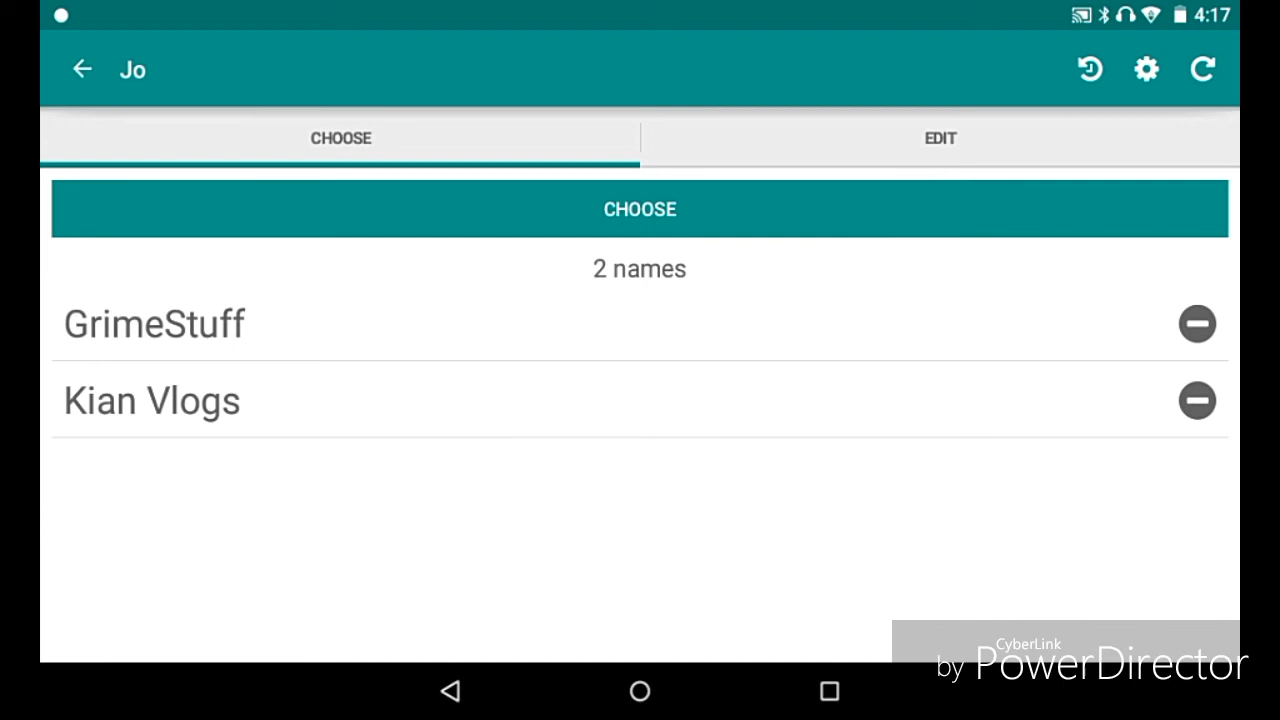 4:17
Jo
CHOOSE
EDIT
CHOOSE
2 names
GrimeStuff
Kian Vlogs
CyberLink
by PowerDirector